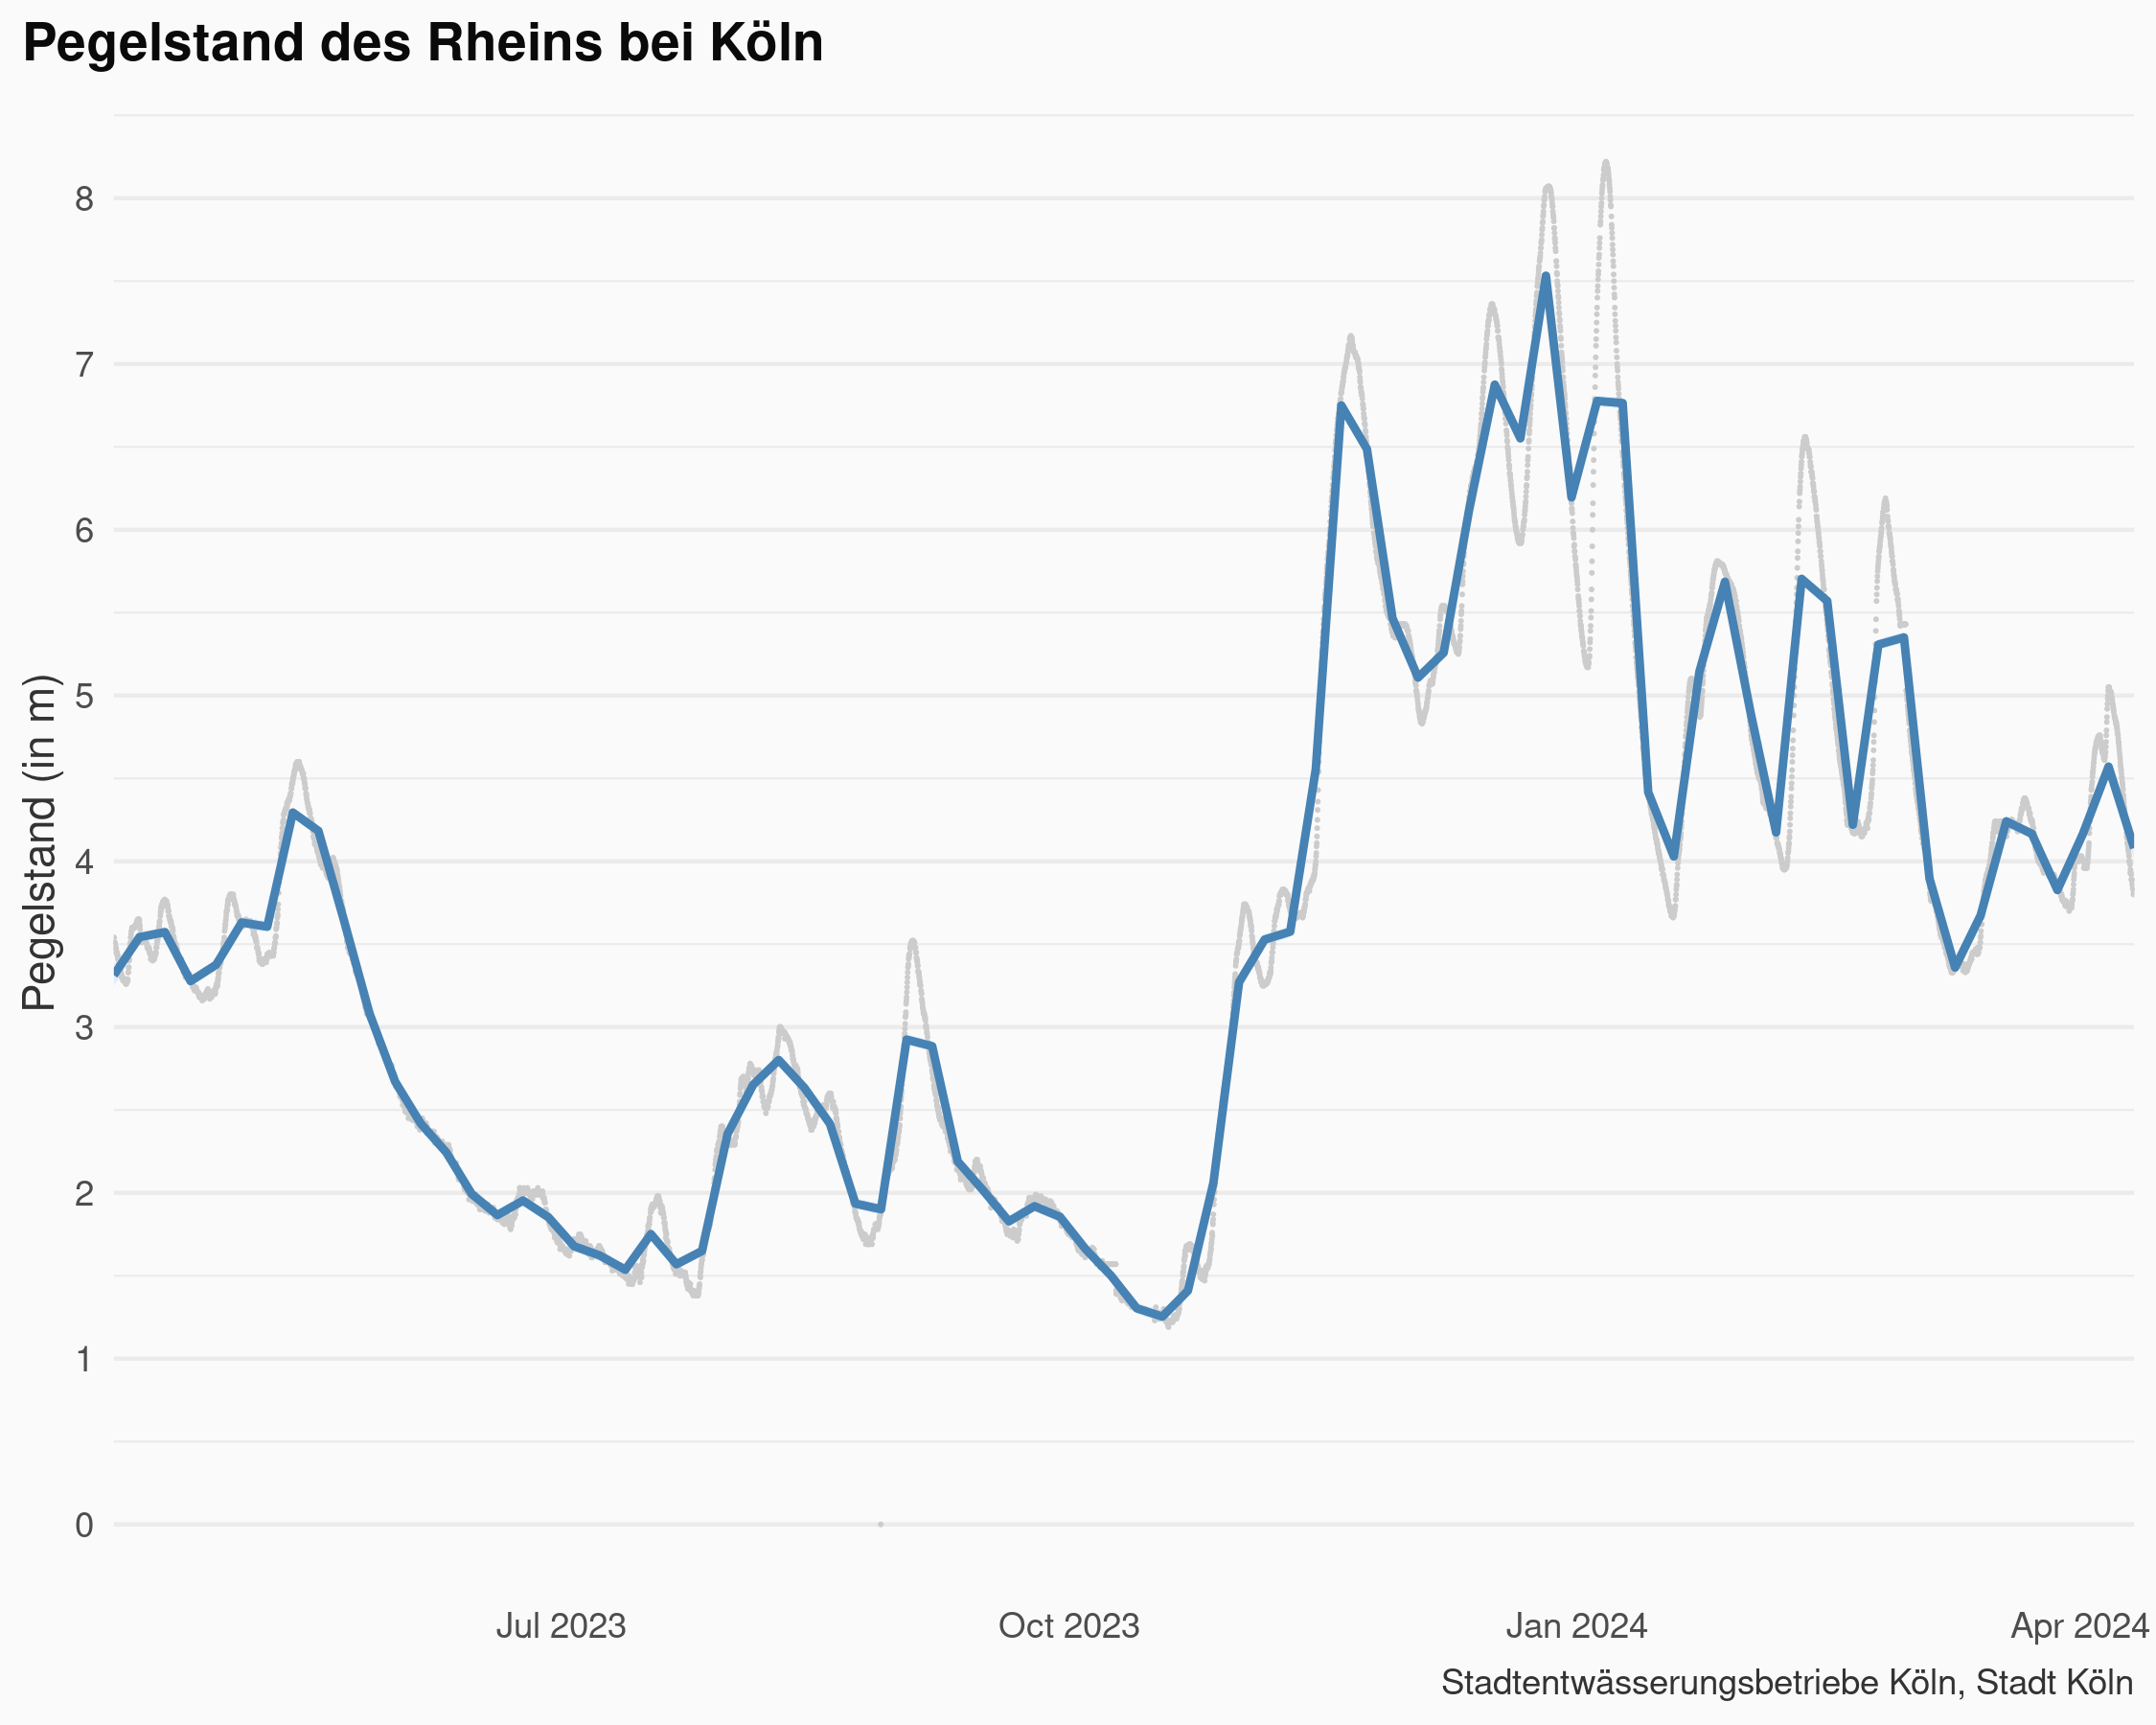 Pegelstand des Rheins bei Köln
Pegelstand (in m)
8
7
6
5
4
3
2
1
0
Jul 2023 Oct 2023 Jan 2024 Apr 2024
Stadtentwässerungsbetriebe Köln, Stadt Köln